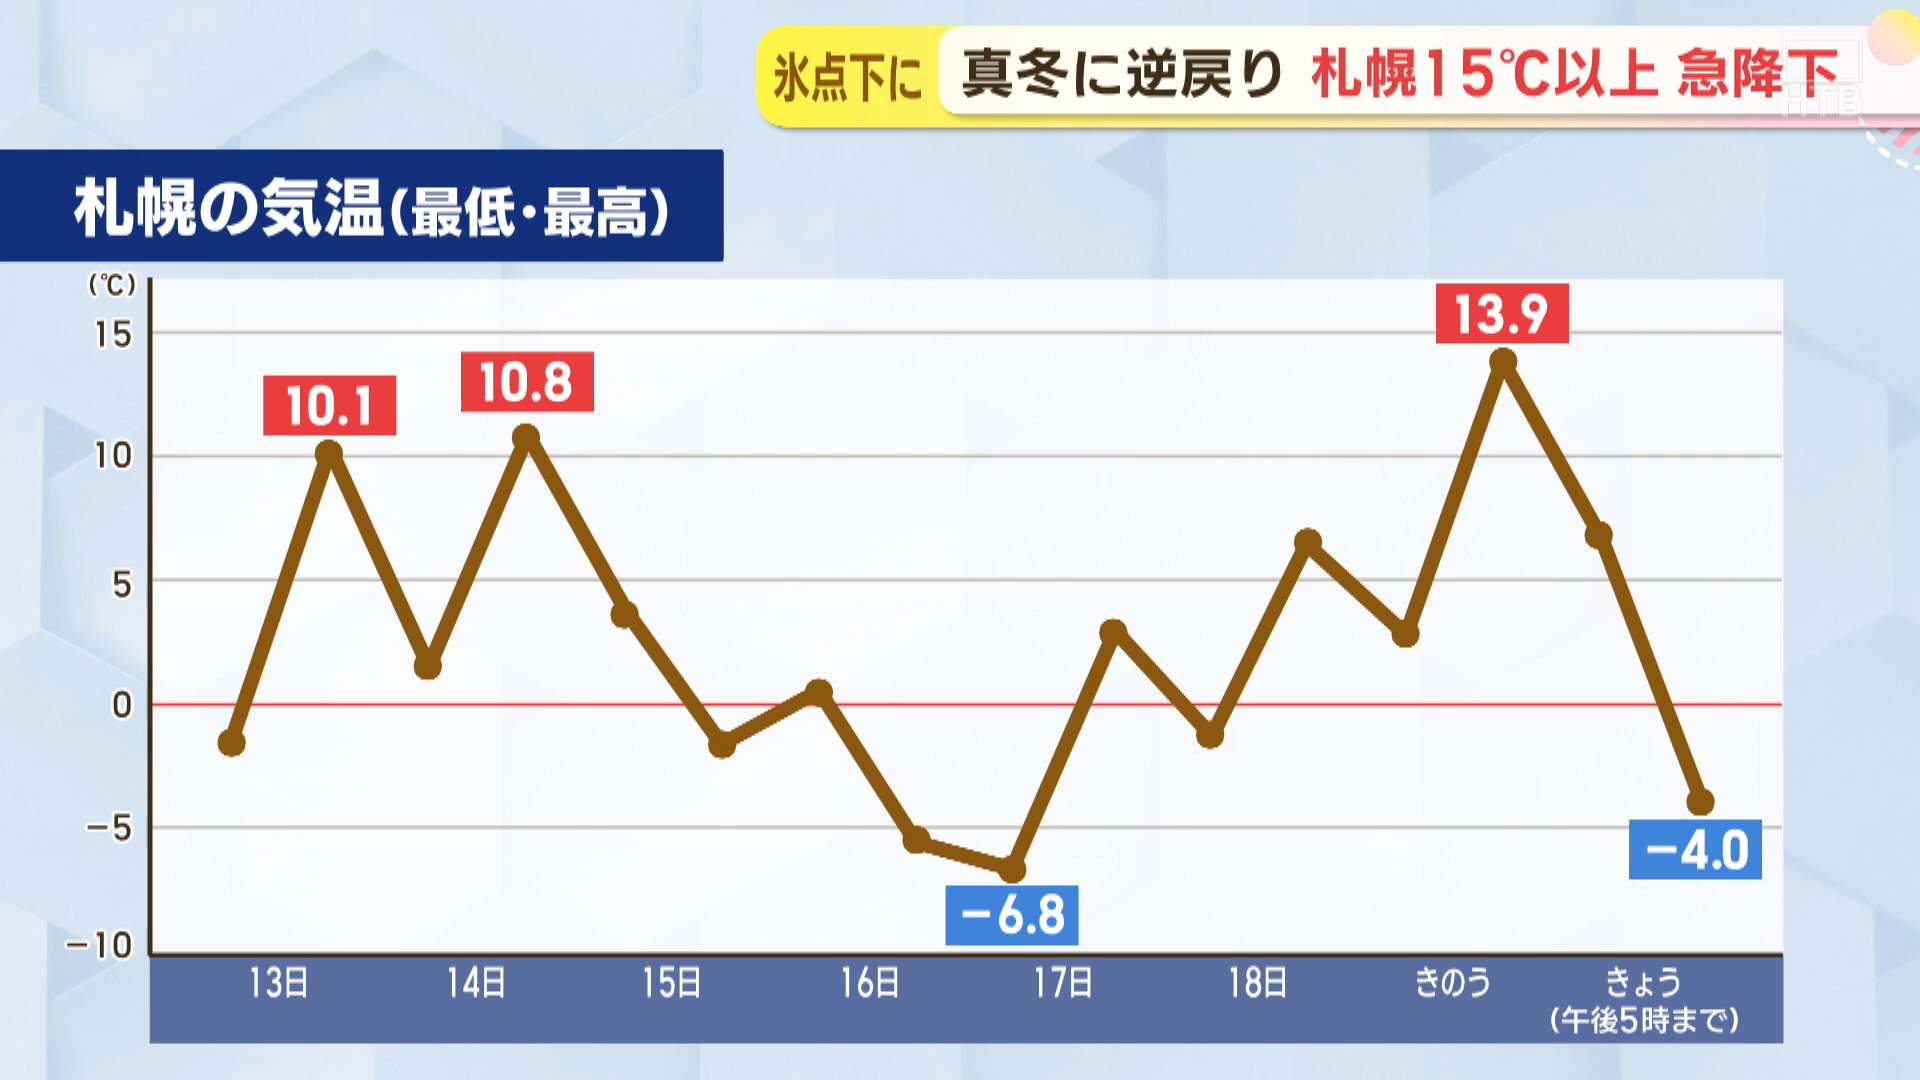 氷点下に 真冬に逆戻り 札幌15℃以上 急降下
HTB
札幌の気温(最低・最高)
(℃)
15
10
5
0
-5
-10
10.1
10.8
13.9
-6.8
-4.0
13日 14日 15日 16日 17日 18日 きのう きょう
(午後5時まで)